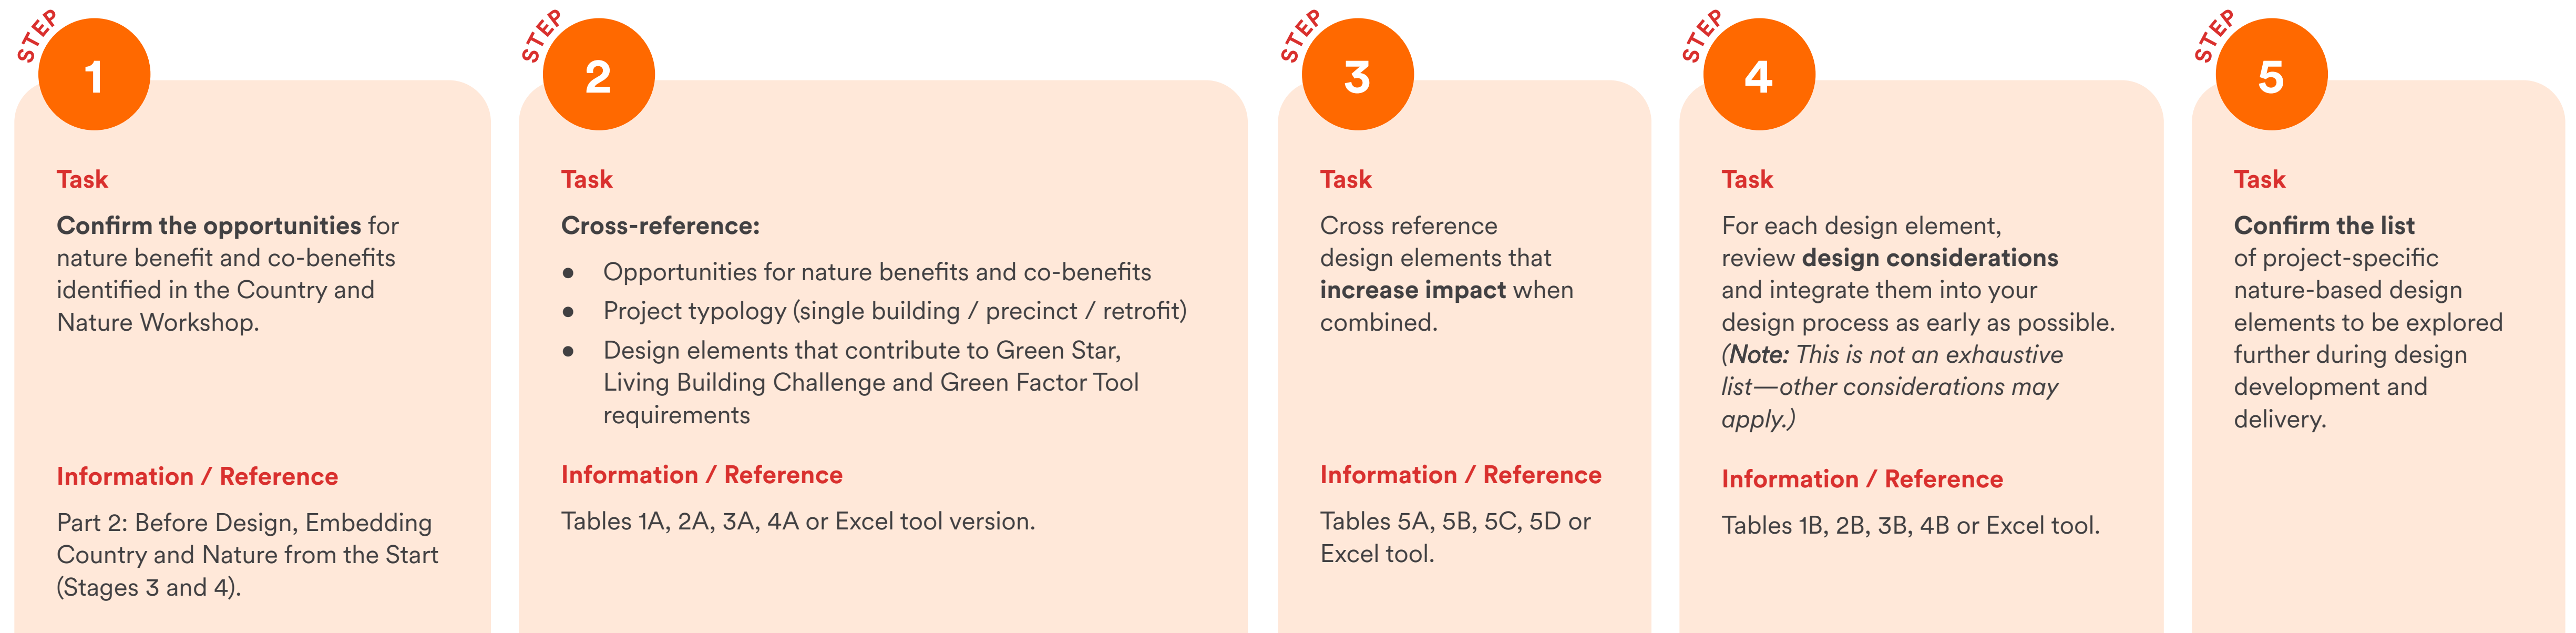 STEP
1
Task
Confirm the opportunities for
nature benefit and co-benefits
identified in the Country and
Nature Workshop.
Information / Reference
Part 2: Before Design, Embedding
Country and Nature from the Start
(Stages 3 and 4).
STEP
2
Task
Cross-reference:
● Opportunities for nature benefits and co-benefits
● Project typology (single building / precinct / retrofit)
● Design elements that contribute to Green Star,
Living Building Challenge and Green Factor Tool
requirements
Information / Reference
Tables 1A, 2A, 3A, 4A or Excel tool version.
STEP
3
Task
Cross reference
design elements that
increase impact when
combined.
Information / Reference
Tables 5A, 5B, 5C, 5D or
Excel tool.
STEP
4
Task
For each design element,
review design considerations
and integrate them into your
design process as early as possible.
(Note: This is not an exhaustive
list—other considerations may
apply.)
Information / Reference
Tables 1B, 2B, 3B, 4B or Excel tool.
STEP
5
Task
Confirm the list
of project-specific
nature-based design
elements to be explored
further during design
development and
delivery.